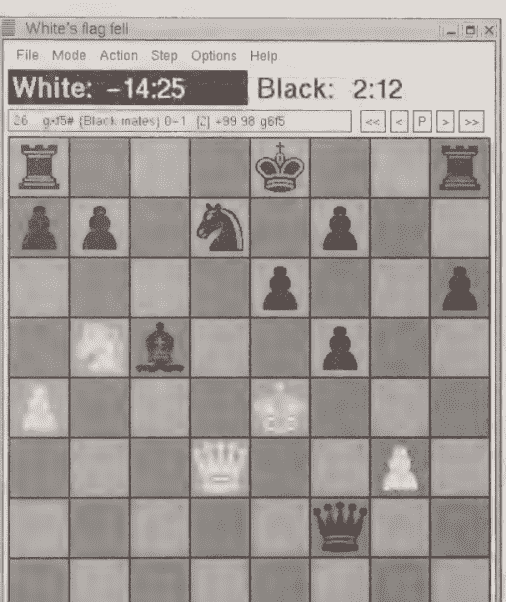 White's flag fell
File Mode Action Step Options Help
White: -14:25 Black: 2:12
26. gxf5# {Black mates} 0-1 [2] +99.98 g6f5 << < P > >>